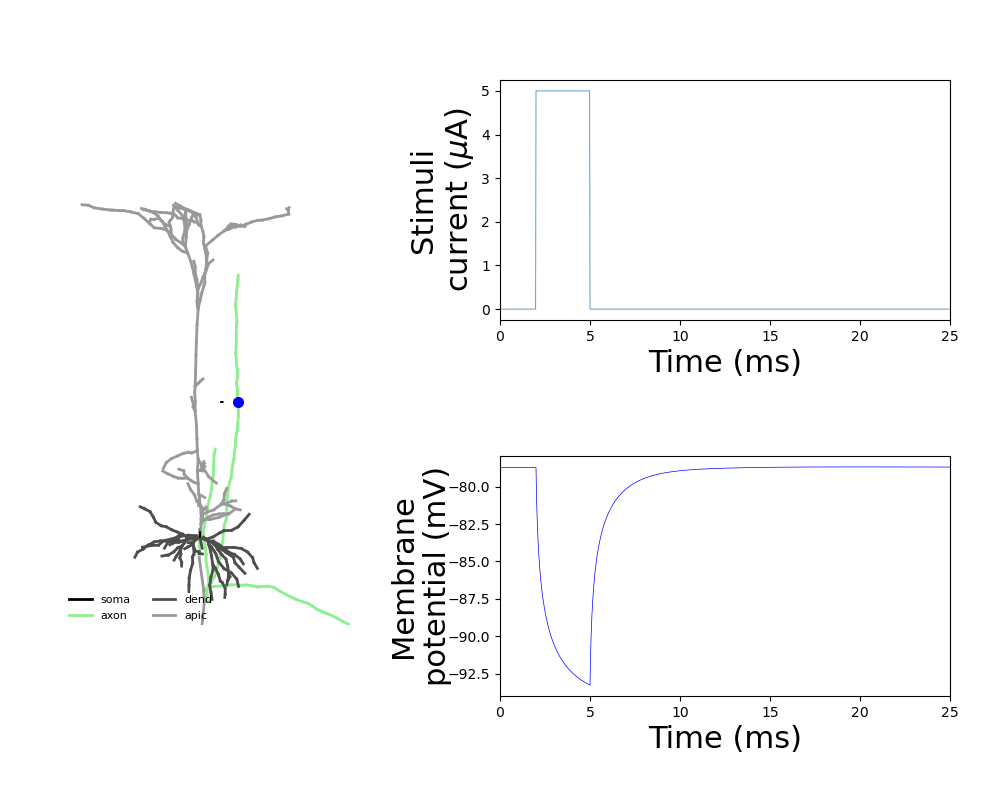 soma
dend
axon
apic
Stimuli
current (μA)
5
4
3
2
1
0
0
5
10
15
20
25
Time (ms)
Membrane
potential (mV)
−80.0
−82.5
−85.0
−87.5
−90.0
−92.5
0
5
10
15
20
25
Time (ms)